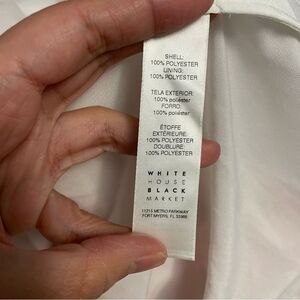 SHELL:
100% POLYESTER
LINING:
100% POLYESTER
TELA EXTERIOR:
100% poliéster
FORRO:
100% poliéster
ÉTOFFE
EXTÉRIEURE:
100% POLYESTER
DOUBLURE:
100% POLYESTER
WHITE
HOUSE
BLACK
MARKET
11215 METRO PARKWAY
FORT MYERS, FL 33966